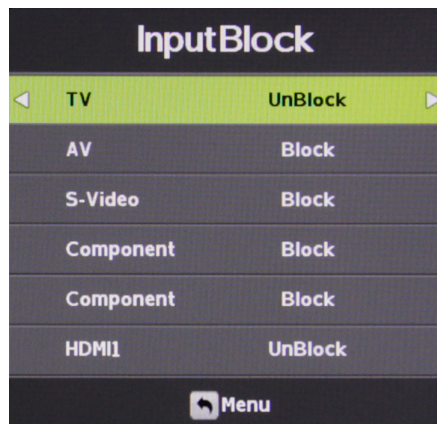 InputBlock
TV UnBlock
AV Block
S-Video Block
Component Block
Component Block
HDMI1 UnBlock
Menu